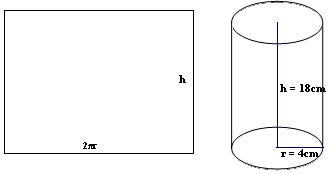 h
2πr
h = 18cm
r = 4cm